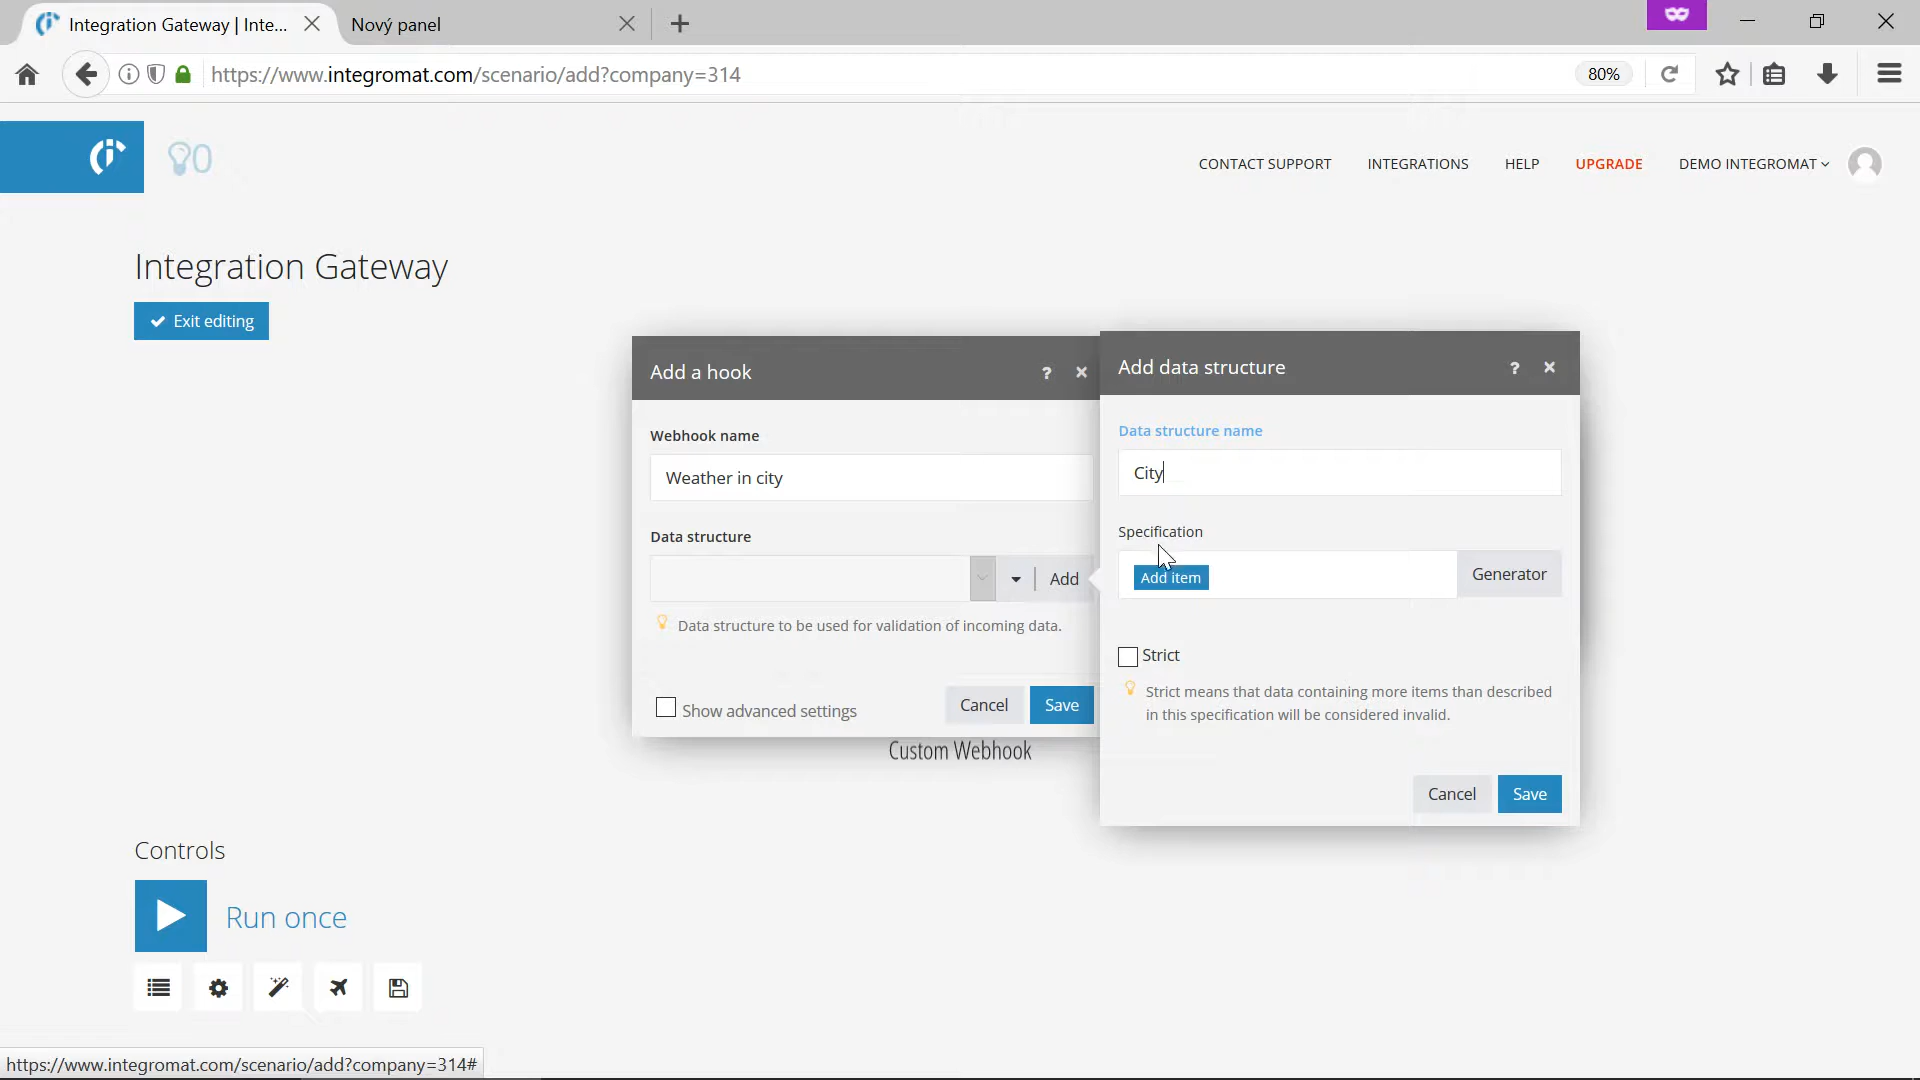 Integration Gateway | Inte...
Nový panel
https://www.integromat.com/scenario/add?company=314
80%
0
CONTACT SUPPORT
INTEGRATIONS
HELP
UPGRADE
DEMO INTEGROMAT
Integration Gateway
Exit editing
Add a hook
?
Webhook name
Weather in city
Data structure
Add
Data structure to be used for validation of incoming data.
Show advanced settings
Cancel
Save
Custom Webhook
Add data structure
?
Data structure name
City
Specification
Add item
Generator
Strict
Strict means that data containing more items than described
in this specification will be considered invalid.
Cancel
Save
Controls
Run once
https://www.integromat.com/scenario/add?company=314#